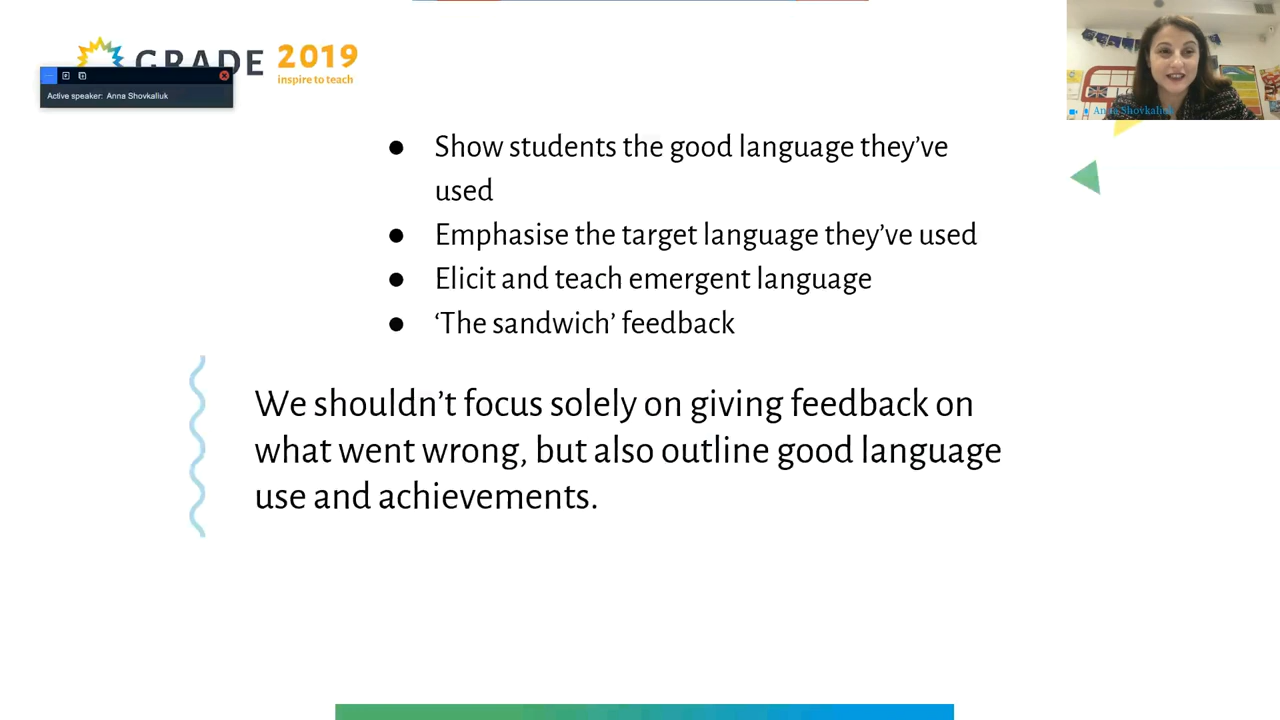 GRADE 2019
inspire to teach
Active speaker: Anna Shovkaliuk
Anna Shovkaliuk
● Show students the good language they’ve
used
● Emphasise the target language they’ve used
● Elicit and teach emergent language
● ‘The sandwich’ feedback
We shouldn’t focus solely on giving feedback on
what went wrong, but also outline good language
use and achievements.